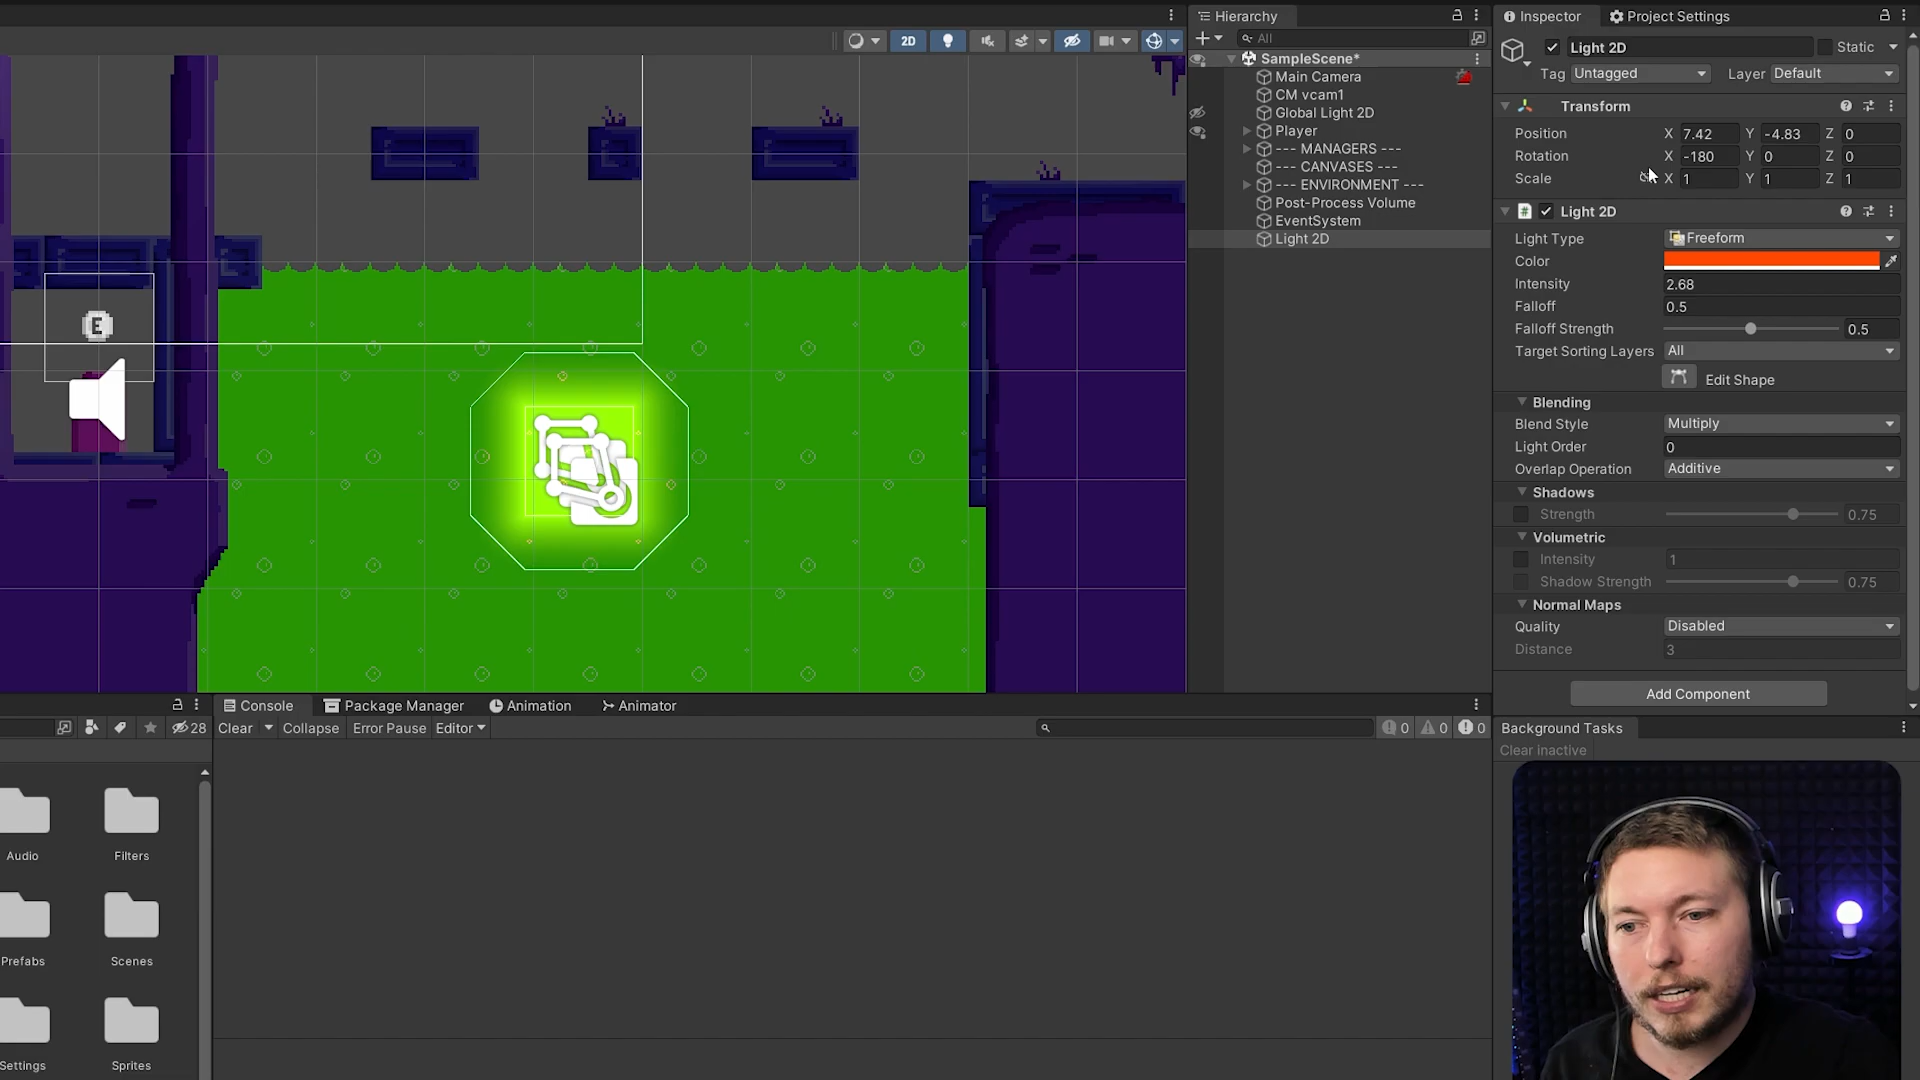 Hierarchy
Inspector
Project Settings
2D
All
Light 2D
Static
SampleScene*
Tag Untagged
Layer Default
Main Camera
CM vcam1
Global Light 2D
Player
--- MANAGERS ---
--- CANVASES ---
--- ENVIRONMENT ---
Post-Process Volume
EventSystem
Light 2D
Transform
Position X 7.42 Y -4.83 Z 0
Rotation X -180 Y 0 Z 0
Scale X 1 Y 1 Z 1
Light 2D
Light Type Freeform
Color
Intensity 2.68
Falloff 0.5
Falloff Strength 0.5
Target Sorting Layers All
Edit Shape
Blending
Blend Style Multiply
Light Order 0
Overlap Operation Additive
Shadows
Strength 0.75
Volumetric
Intensity 1
Shadow Strength 0.75
Normal Maps
Quality Disabled
Distance 3
Add Component
E
28
Console
Package Manager
Animation
Animator
Clear
Collapse
Error Pause
Editor
0
0
0
Background Tasks
Clear inactive
Audio
Filters
Prefabs
Scenes
Settings
Sprites